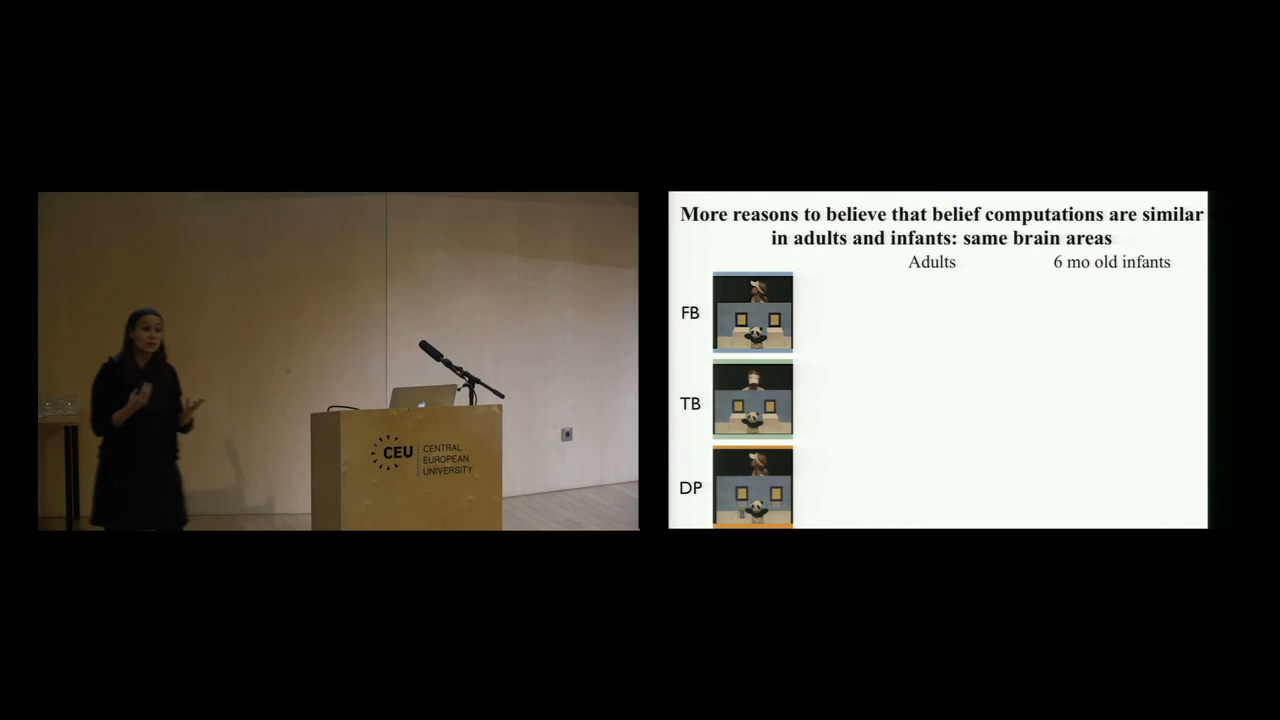 More reasons to believe that belief computations are similar
in adults and infants: same brain areas
Adults
6 mo old infants
FB
TB
DP
CEU
CENTRAL
EUROPEAN
UNIVERSITY